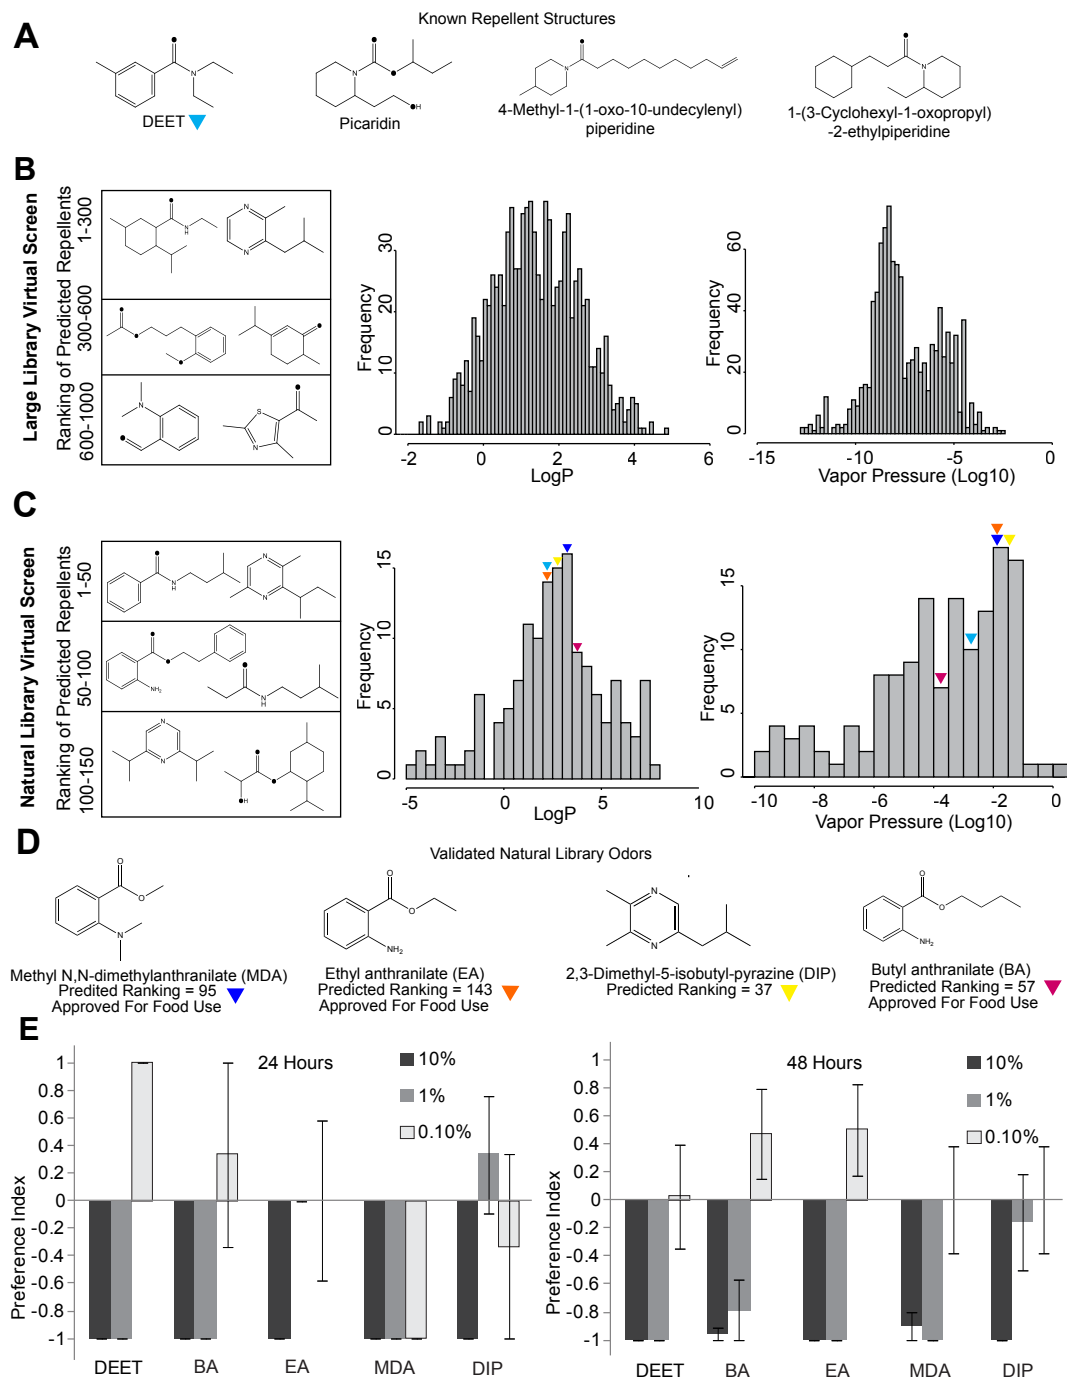 A
Known Repellent Structures
DEET
Picaridin
4-Methyl-1-(1-oxo-10-undecylenyl)
piperidine
1-(3-Cyclohexyl-1-oxopropyl)
-2-ethylpiperidine
B
Large Library Virtual Screen
Ranking of Predicted Repellents
1-300
300-600
600-1000
Frequency
0
10
20
30
-2
0
2
4
6
LogP
Frequency
0
20
40
60
-15
-10
-5
0
Vapor Pressure (Log10)
C
Natural Library Virtual Screen
Ranking of Predicted Repellents
1-50
50-100
100-150
Frequency
0
5
10
15
-5
0
5
10
LogP
Frequency
0
5
10
15
-10
-8
-6
-4
-2
0
Vapor Pressure (Log10)
D
Validated Natural Library Odors
Methyl N,N-dimethylanthranilate (MDA)
Predited Ranking = 95
Approved For Food Use
Ethyl anthranilate (EA)
Predicted Ranking = 143
Approved For Food Use
2,3-Dimethyl-5-isobutyl-pyrazine (DIP)
Predicted Ranking = 37
Butyl anthranilate (BA)
Predicted Ranking = 57
Approved For Food Use
E
24 Hours
10%
1%
0.10%
Preference Index
1
0.8
0.6
0.4
0.2
0
-0.2
-0.4
-0.6
-0.8
-1
DEET
BA
EA
MDA
DIP
48 Hours
10%
1%
0.10%
Preference Index
1
0.8
0.6
0.4
0.2
0
-0.2
-0.4
-0.6
-0.8
-1
DEET
BA
EA
MDA
DIP